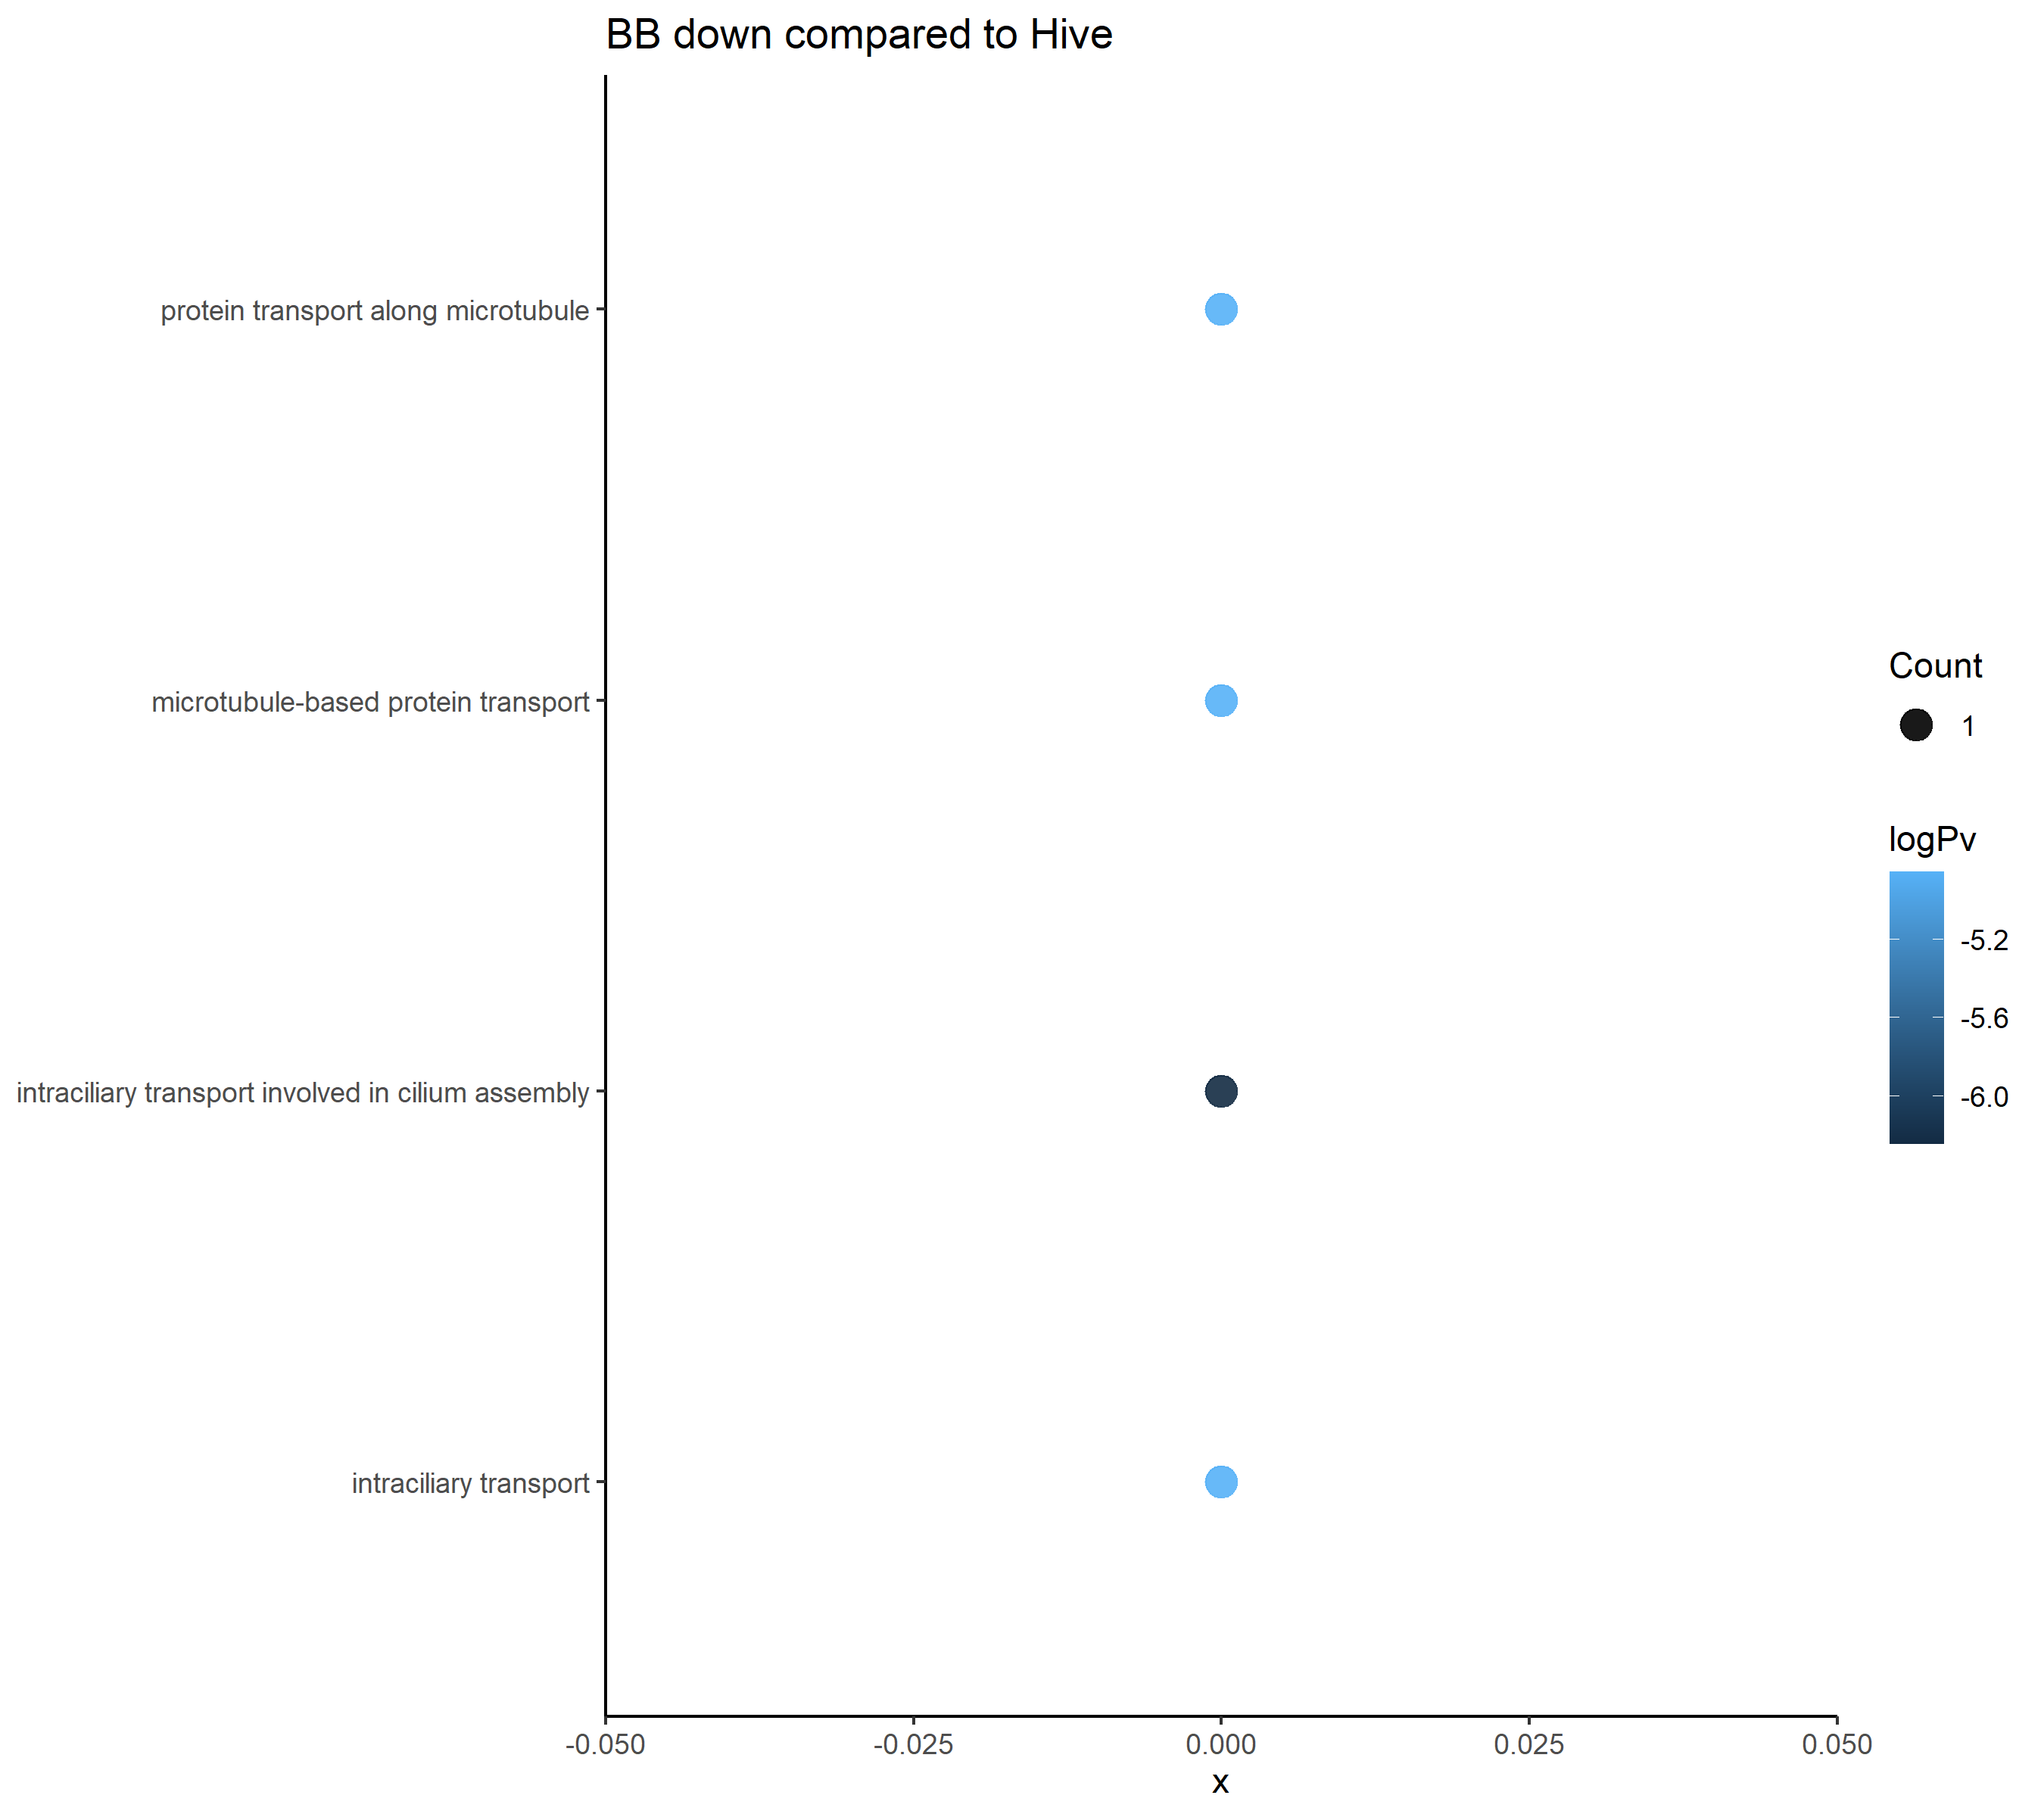 BB down compared to Hive
protein transport along microtubule
microtubule-based protein transport
intraciliary transport involved in cilium assembly
intraciliary transport
-0.050
-0.025
0.000
0.025
0.050
x
Count
1
logPv
-5.2
-5.6
-6.0